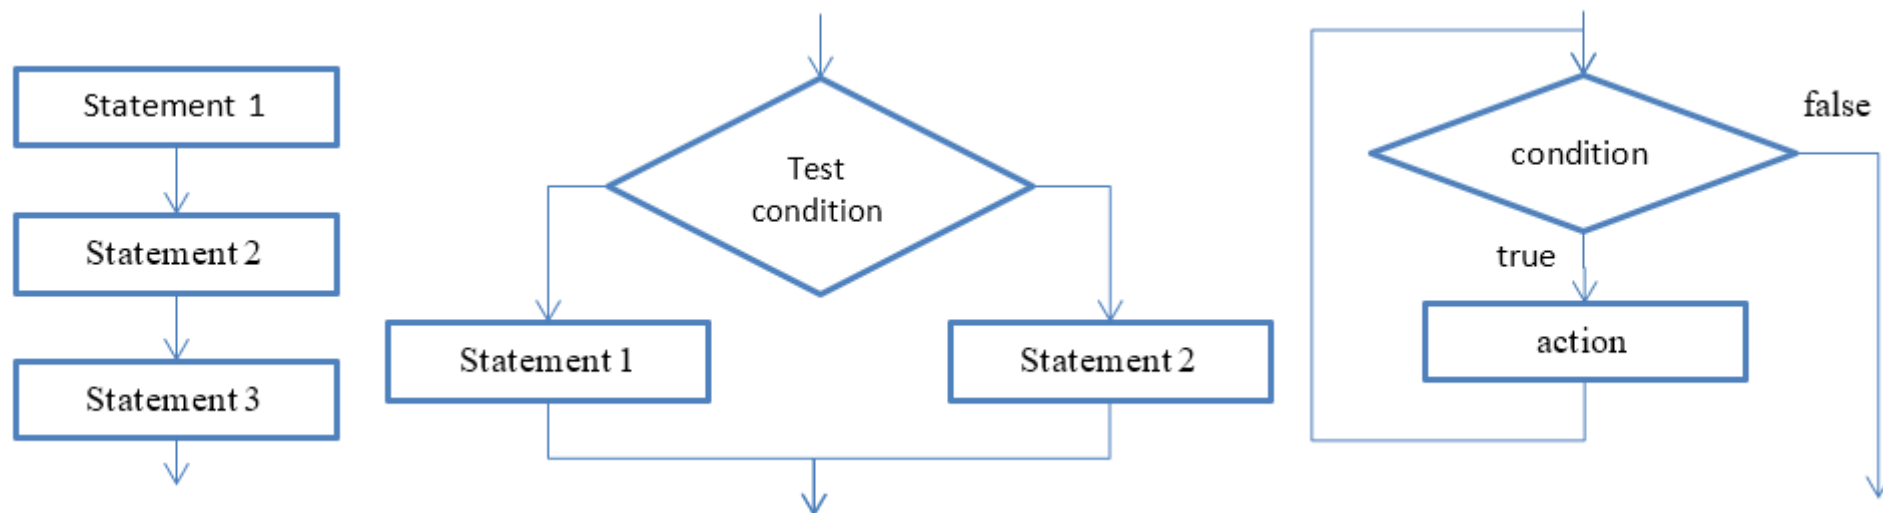 Statement 1
Statement 2
Statement 3
Test
condition
Statement 1
Statement 2
condition
false
true
action